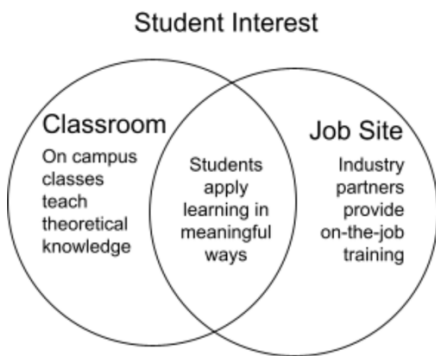 Student Interest
Classroom
On campus
classes
teach
theoretical
knowledge
Students
apply
learning in
meaningful
ways
Job Site
Industry
partners
provide
on-the-job
training